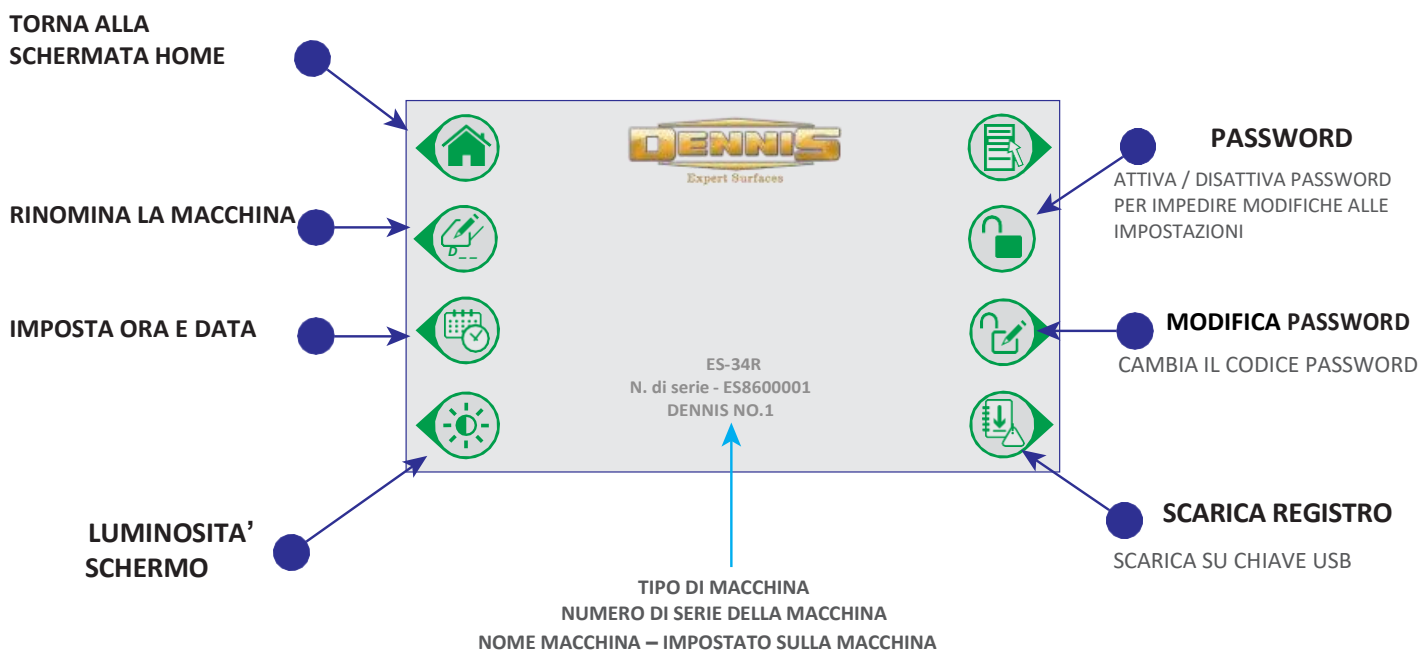 TORNA ALLA
SCHERMATA HOME
RINOMINA LA MACCHINA
IMPOSTA ORA E DATA
LUMINOSITA’
SCHERMO
DENNIS
Expert Surfaces
D_ _
ES-34R
N. di serie - ES8600001
DENNIS NO.1
TIPO DI MACCHINA
NUMERO DI SERIE DELLA MACCHINA
NOME MACCHINA – IMPOSTATO SULLA MACCHINA
PASSWORD
ATTIVA / DISATTIVA PASSWORD
PER IMPEDIRE MODIFICHE ALLE
IMPOSTAZIONI
MODIFICA PASSWORD
CAMBIA IL CODICE PASSWORD
SCARICA REGISTRO
SCARICA SU CHIAVE USB